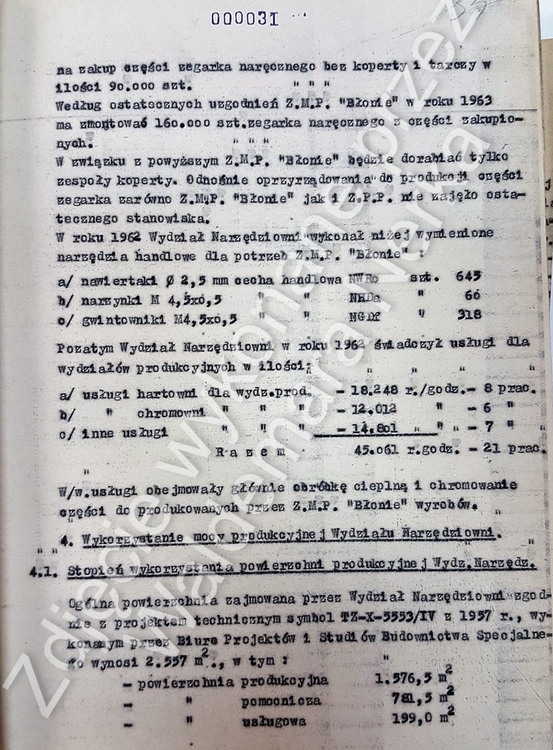 000031
na zakup części zegarka naręcznego bez koperty i tarczy w
ilości 90.000 szt. " " "
Według ostatecznych uzgodnień Z.M.P. "Błonie" w roku 1963
ma zmontować 160.000 szt.zegarka naręcznego z części zakupio-
nych. " " "
W związku z powyższym Z.M.P. "Błonie" będzie dorabiać tylko
zespoły koperty. Odnośnie oprzyrządowania do produkcji części
zegarka zarówno Z.M.P. "Błonie" jak i Z.P.P. nie zajęło osta-
tecznego stanowiska.
W roku 1962 Wydział Narzędziowni wykonał niżej wymienione
narzędzia handlowe dla potrzeb Z.M.P. "Błonie" :
a/ nawiertaki Ø 2,5 mm cecha handlowa NWRc szt. 645
b/ narzynki M 4,5x0,5 " " NHDa " 66
c/ gwintowniki M4,5x0,5 " " NGDf " 318
Pozatym Wydział Narzędziowni w roku 1962 świadczył usługi dla
wydziałów produkcyjnych w ilości:
a/ usługi hartowni dla wydz.prod. - 18.248 r./godz.- 8 prac.
b/ " chromowni " " " - 12.012 " " - 6 "
c/ inne usługi " " " - 14.801 " " - 7 "
R a z e m 45.061 r.godz. - 21 prac.
W/w.usługi obejmowały głównie obróbkę cieplną i chromowanie
części do produkowanych przez Z.M.P. "Błonie" wyrobów.
4. Wykorzystanie mocy produkcyjnej Wydziału Narzędziowni.
4.1. Stopień wykorzystania powierzchni produkcyjnej Wydz.Narzędz.
Ogólna powierzchnia zajmowana przez Wydział Narzędziowni zgod-
nie z projektem technicznym symbol TZ-X-5553/IV z 1957 r., wy-
konanym przez Biuro Projektów i Studiów Budownictwa Specjalne-
go wynosi 2.557 m²., w tym :
- powierzchnia produkcyjna 1.576,5 m²
- " pomocnicza 781,5 m²
- " usługowa 199,0 m²
Zdjęcie wykonane przez
Waldemara Nelka